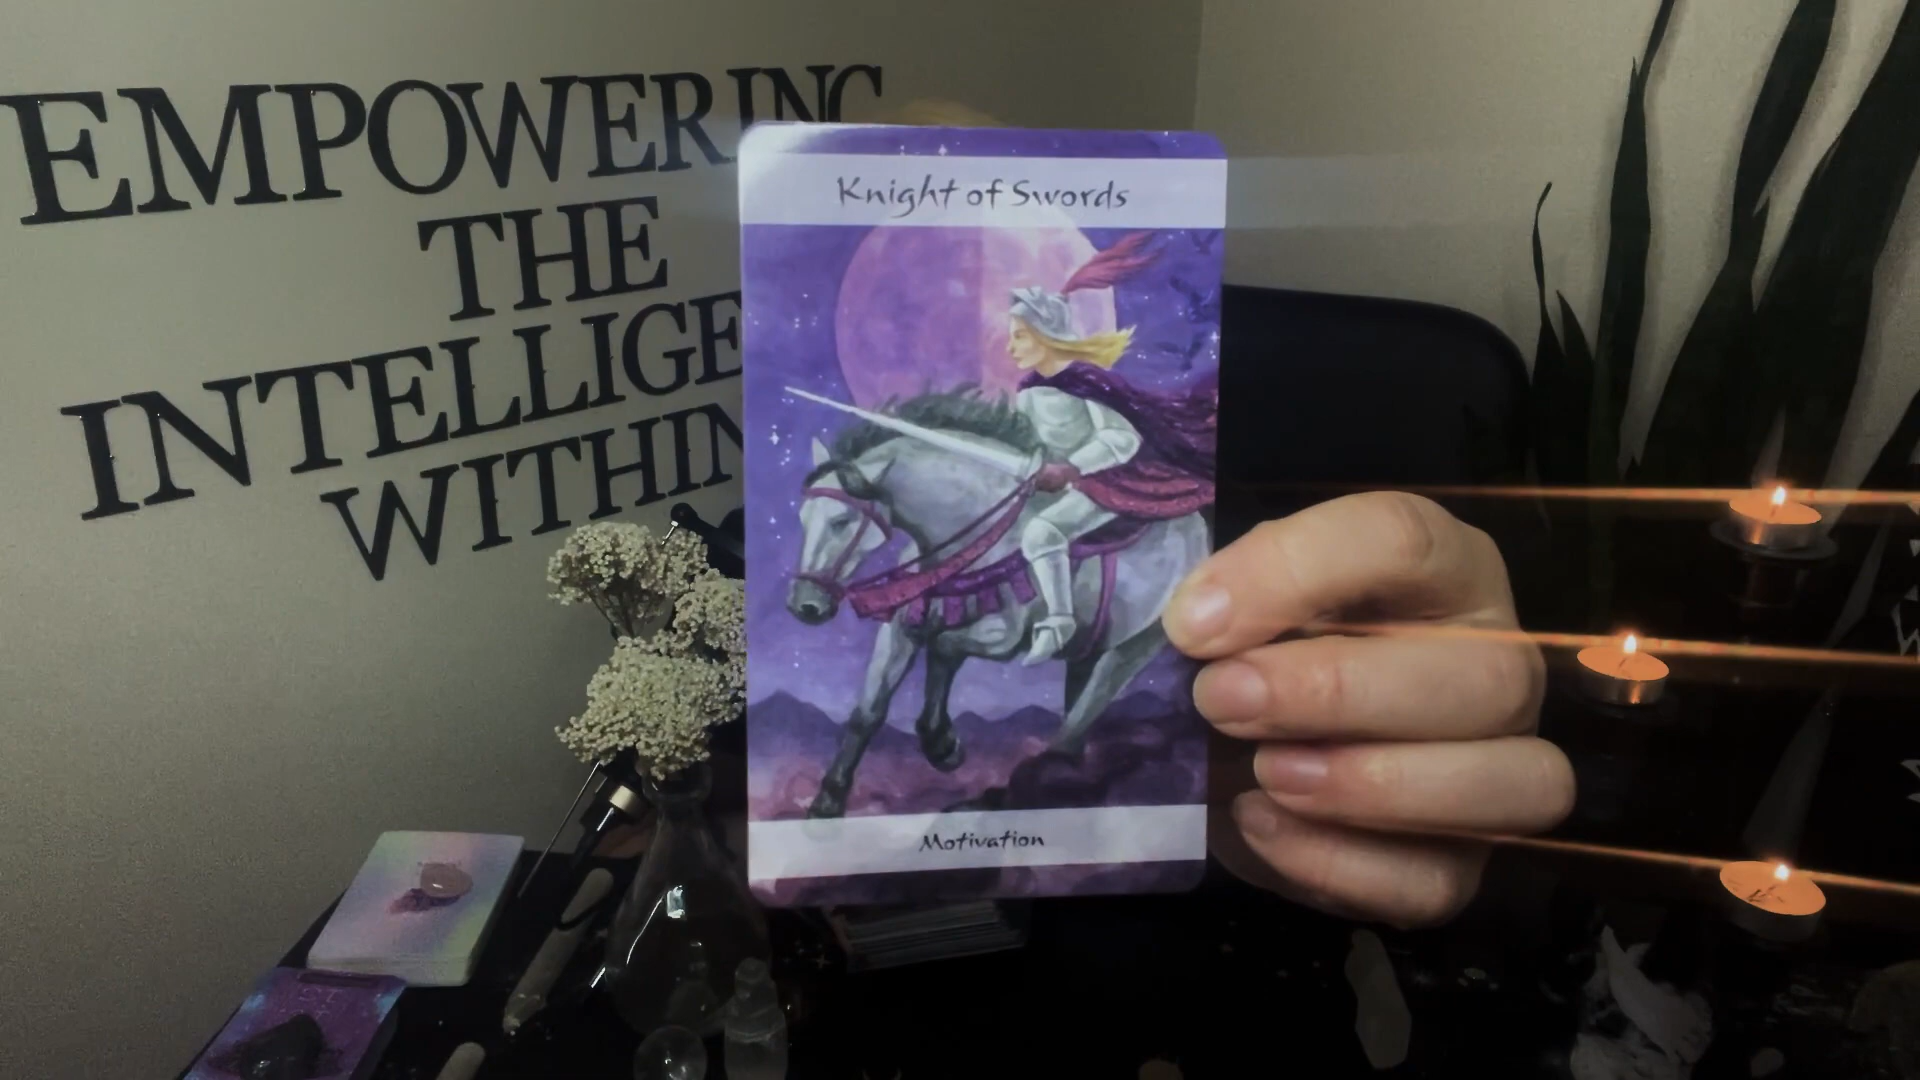 EMPOWERING
THE
INTELLIGE
WITHIN
Knight of Swords
Motivation